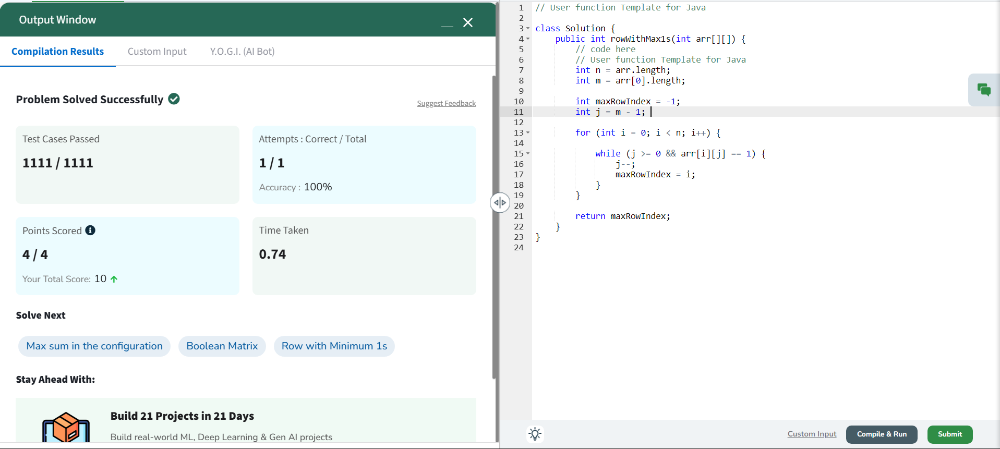 Output Window
Compilation Results
Custom Input
Y.O.G.I. (AI Bot)
Problem Solved Successfully
Suggest Feedback
Test Cases Passed
1111 / 1111
Attempts : Correct / Total
1 / 1
Accuracy : 100%
Points Scored
4 / 4
Your Total Score: 10
Time Taken
0.74
Solve Next
Max sum in the configuration
Boolean Matrix
Row with Minimum 1s
Stay Ahead With:
Build 21 Projects in 21 Days
Build real-world ML, Deep Learning & Gen AI projects
1 // User function Template for Java
2
3 class Solution {
4     public int rowWithMax1s(int arr[][]) {
5         // code here
6         // User function Template for Java
7         int n = arr.length;
8         int m = arr[0].length;
9
10         int maxRowIndex = -1;
11         int j = m - 1;
12
13         for (int i = 0; i < n; i++) {
14
15             while (j >= 0 && arr[i][j] == 1) {
16                 j--;
17                 maxRowIndex = i;
18             }
19         }
20
21         return maxRowIndex;
22     }
23 }
24
Custom Input
Compile & Run
Submit